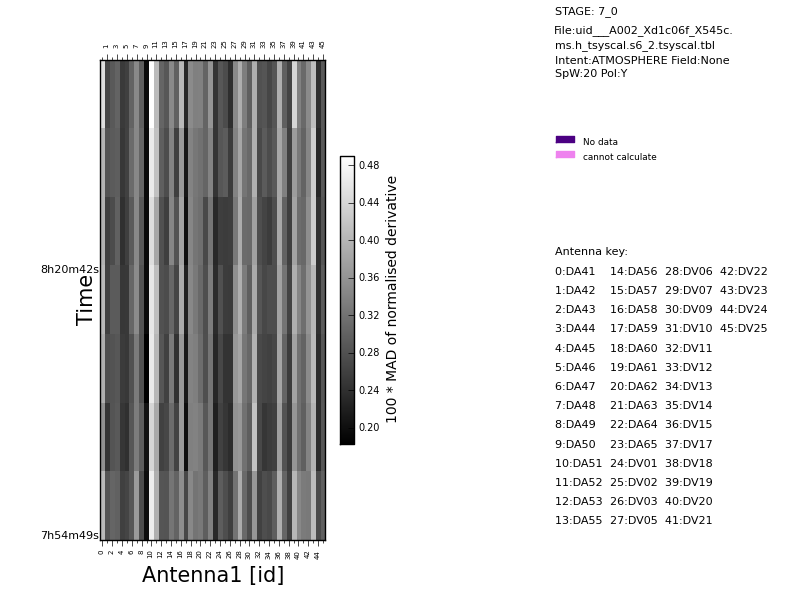 STAGE: 7_0
File:uid___A002_Xd1c06f_X545c.
ms.h_tsyscal.s6_2.tsyscal.tbl
Intent:ATMOSPHERE Field:None
SpW:20 Pol:Y
1 3 5 7 9 11 13 15 17 19 21 23 25 27 29 31 33 35 37 39 41 43 45
No data
cannot calculate
0.48
0.44
0.40
0.36
0.32
0.28
0.24
0.20
100 * MAD of normalised derivative
8h20m42s
Time
7h54m49s
0 2 4 6 8 10 12 14 16 18 20 22 24 26 28 30 32 34 36 38 40 42 44
Antenna1 [id]
Antenna key:
0:DA41 14:DA56 28:DV06 42:DV22
1:DA42 15:DA57 29:DV07 43:DV23
2:DA43 16:DA58 30:DV09 44:DV24
3:DA44 17:DA59 31:DV10 45:DV25
4:DA45 18:DA60 32:DV11
5:DA46 19:DA61 33:DV12
6:DA47 20:DA62 34:DV13
7:DA48 21:DA63 35:DV14
8:DA49 22:DA64 36:DV15
9:DA50 23:DA65 37:DV17
10:DA51 24:DV01 38:DV18
11:DA52 25:DV02 39:DV19
12:DA53 26:DV03 40:DV20
13:DA55 27:DV05 41:DV21